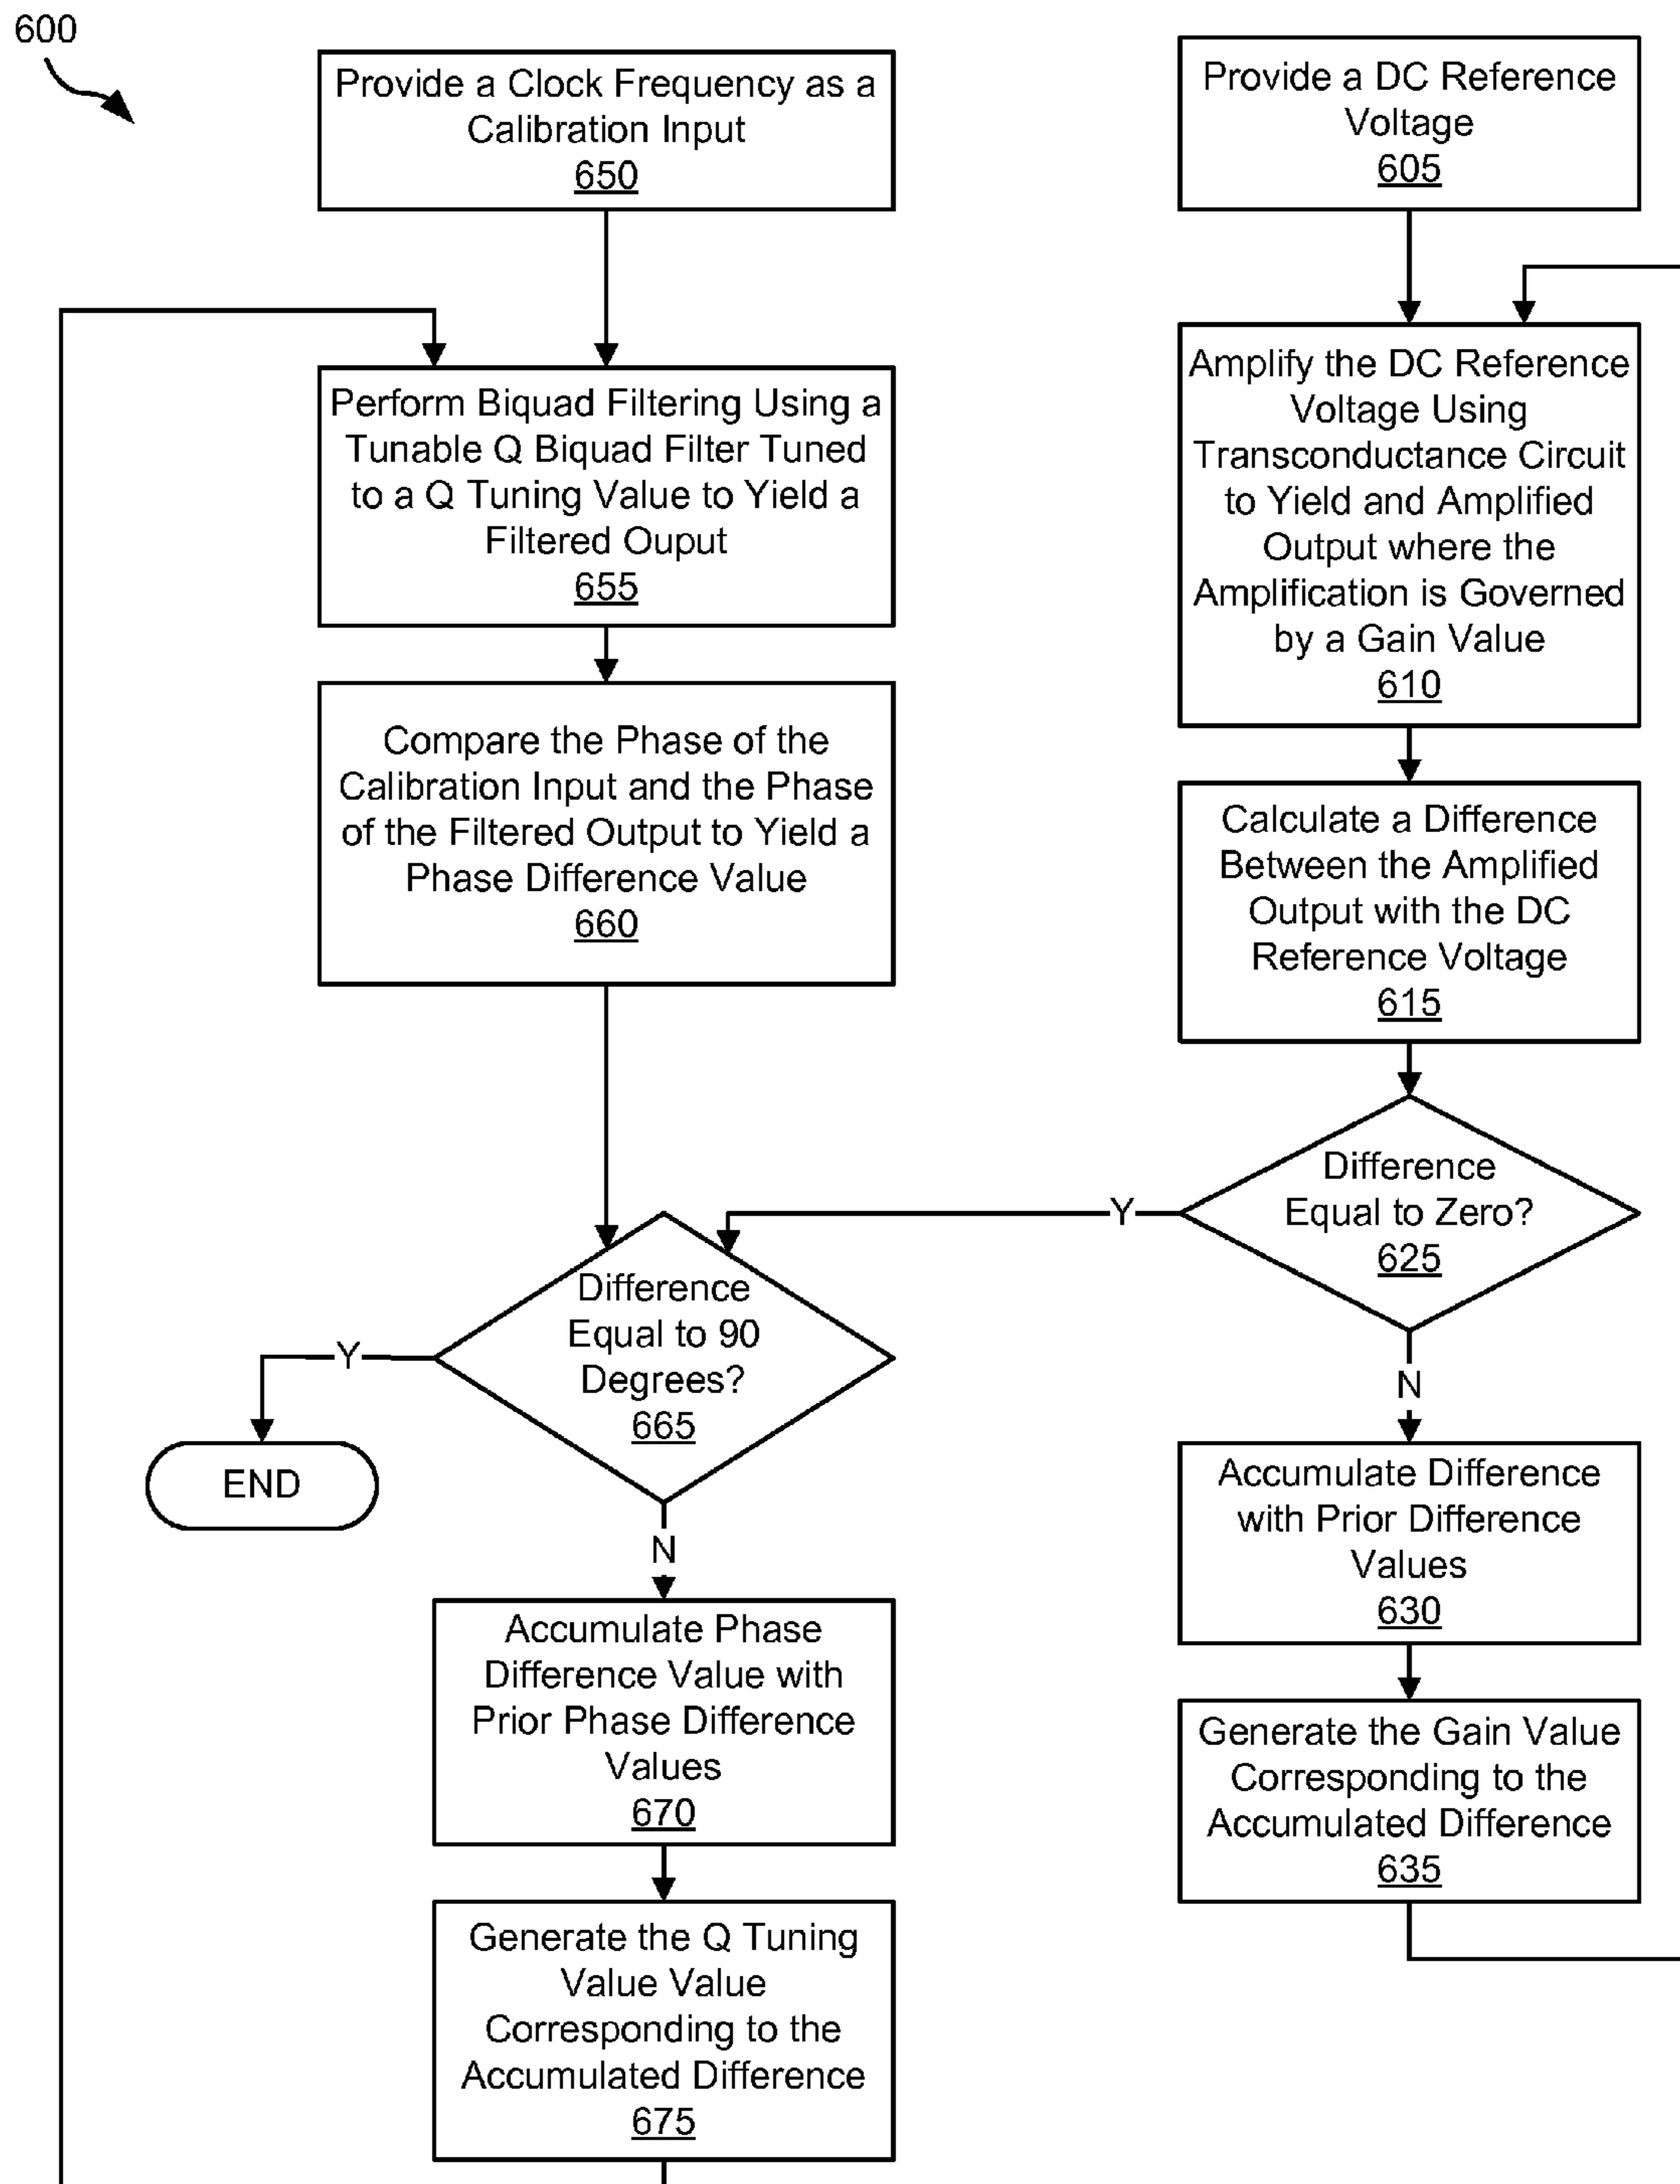 600
Provide a Clock Frequency as a
Calibration Input
650
Perform Biquad Filtering Using a
Tunable Q Biquad Filter Tuned
to a Q Tuning Value to Yield a
Filtered Ouput
655
Compare the Phase of the
Calibration Input and the Phase
of the Filtered Output to Yield a
Phase Difference Value
660
Difference
Equal to 90
Degrees?
665
Y
END
N
Accumulate Phase
Difference Value with
Prior Phase Difference
Values
670
Generate the Q Tuning
Value Value
Corresponding to the
Accumulated Difference
675
Provide a DC Reference
Voltage
605
Amplify the DC Reference
Voltage Using
Transconductance Circuit
to Yield and Amplified
Output where the
Amplification is Governed
by a Gain Value
610
Calculate a Difference
Between the Amplified
Output with the DC
Reference Voltage
615
Difference
Equal to Zero?
625
Y
N
Accumulate Difference
with Prior Difference
Values
630
Generate the Gain Value
Corresponding to the
Accumulated Difference
635